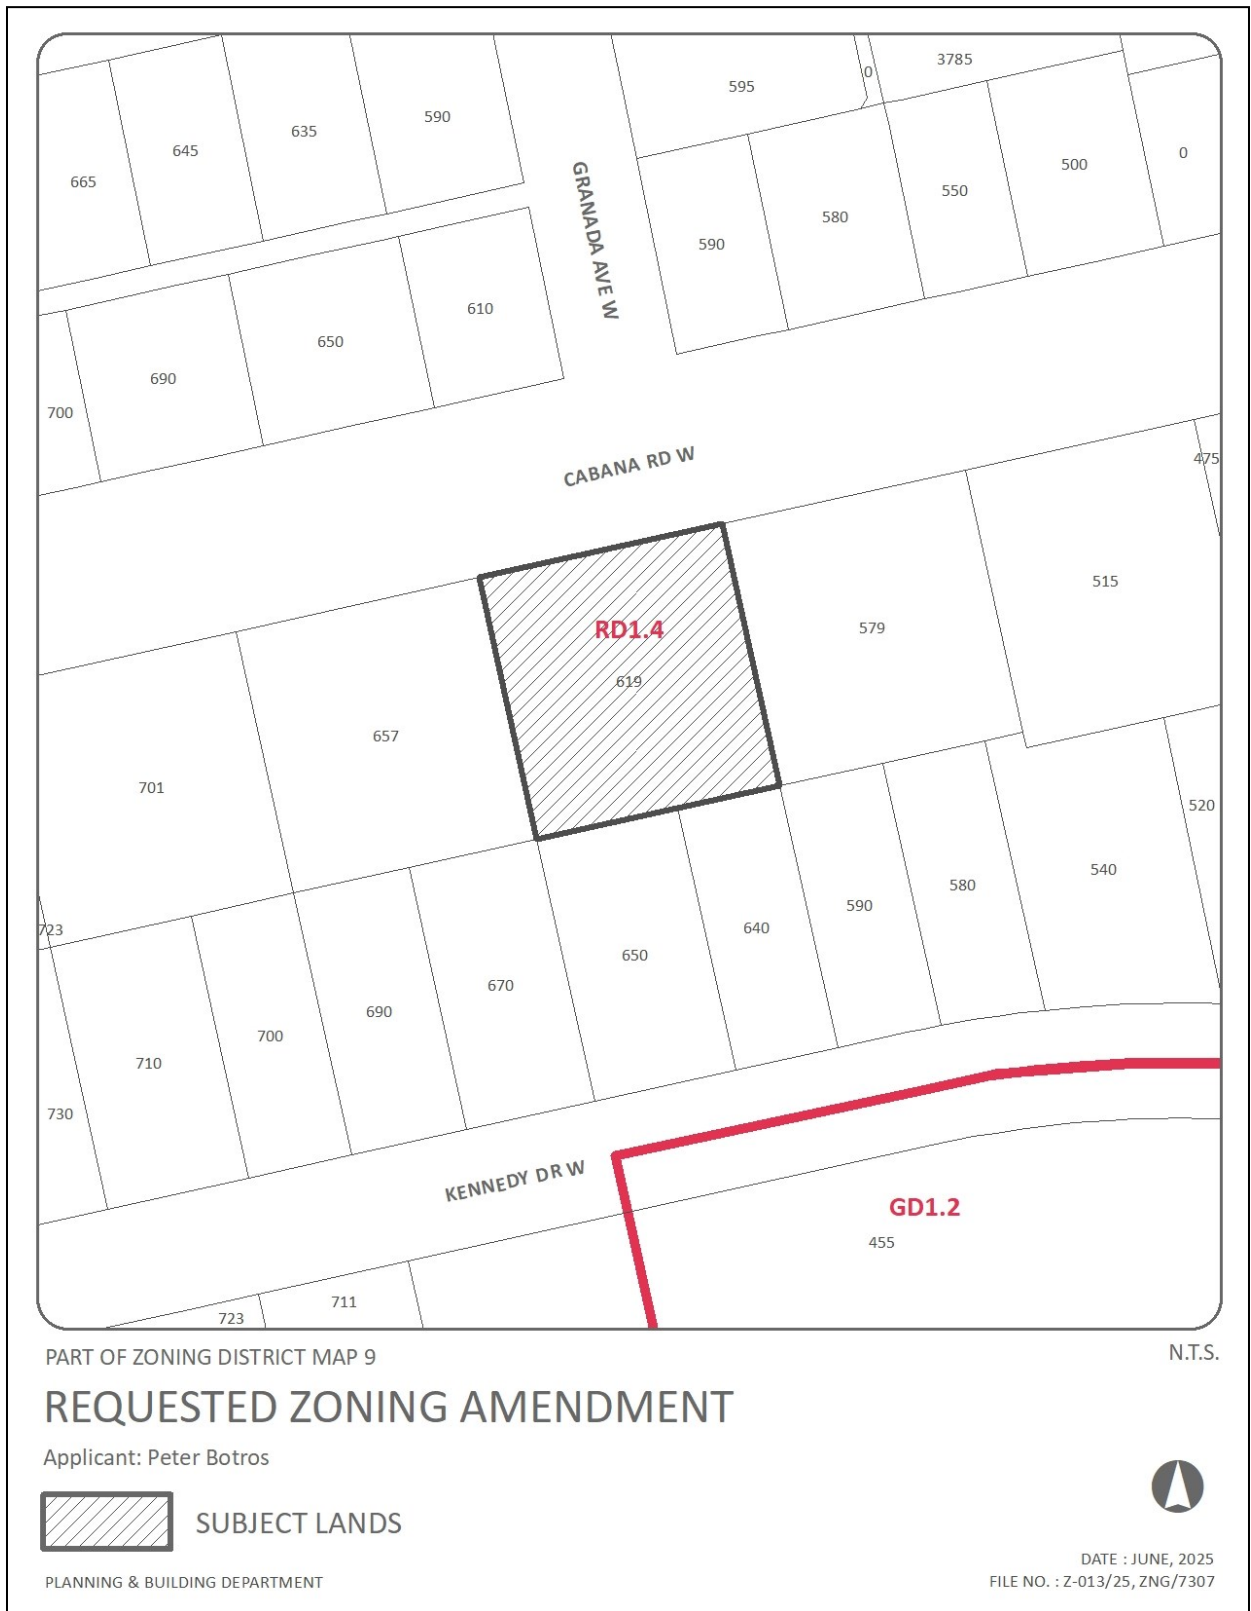 595
0
3785
590
635
645
665
0
500
550
580
590
GRANADA AVE W
610
650
690
700
CABANA RD W
475
515
579
RD1.4
619
657
701
520
540
580
590
640
650
670
690
700
710
723
730
KENNEDY DR W
GD1.2
455
711
723
PART OF ZONING DISTRICT MAP 9
N.T.S.
REQUESTED ZONING AMENDMENT
Applicant: Peter Botros
SUBJECT LANDS
PLANNING & BUILDING DEPARTMENT
DATE : JUNE, 2025
FILE NO. : Z-013/25, ZNG/7307